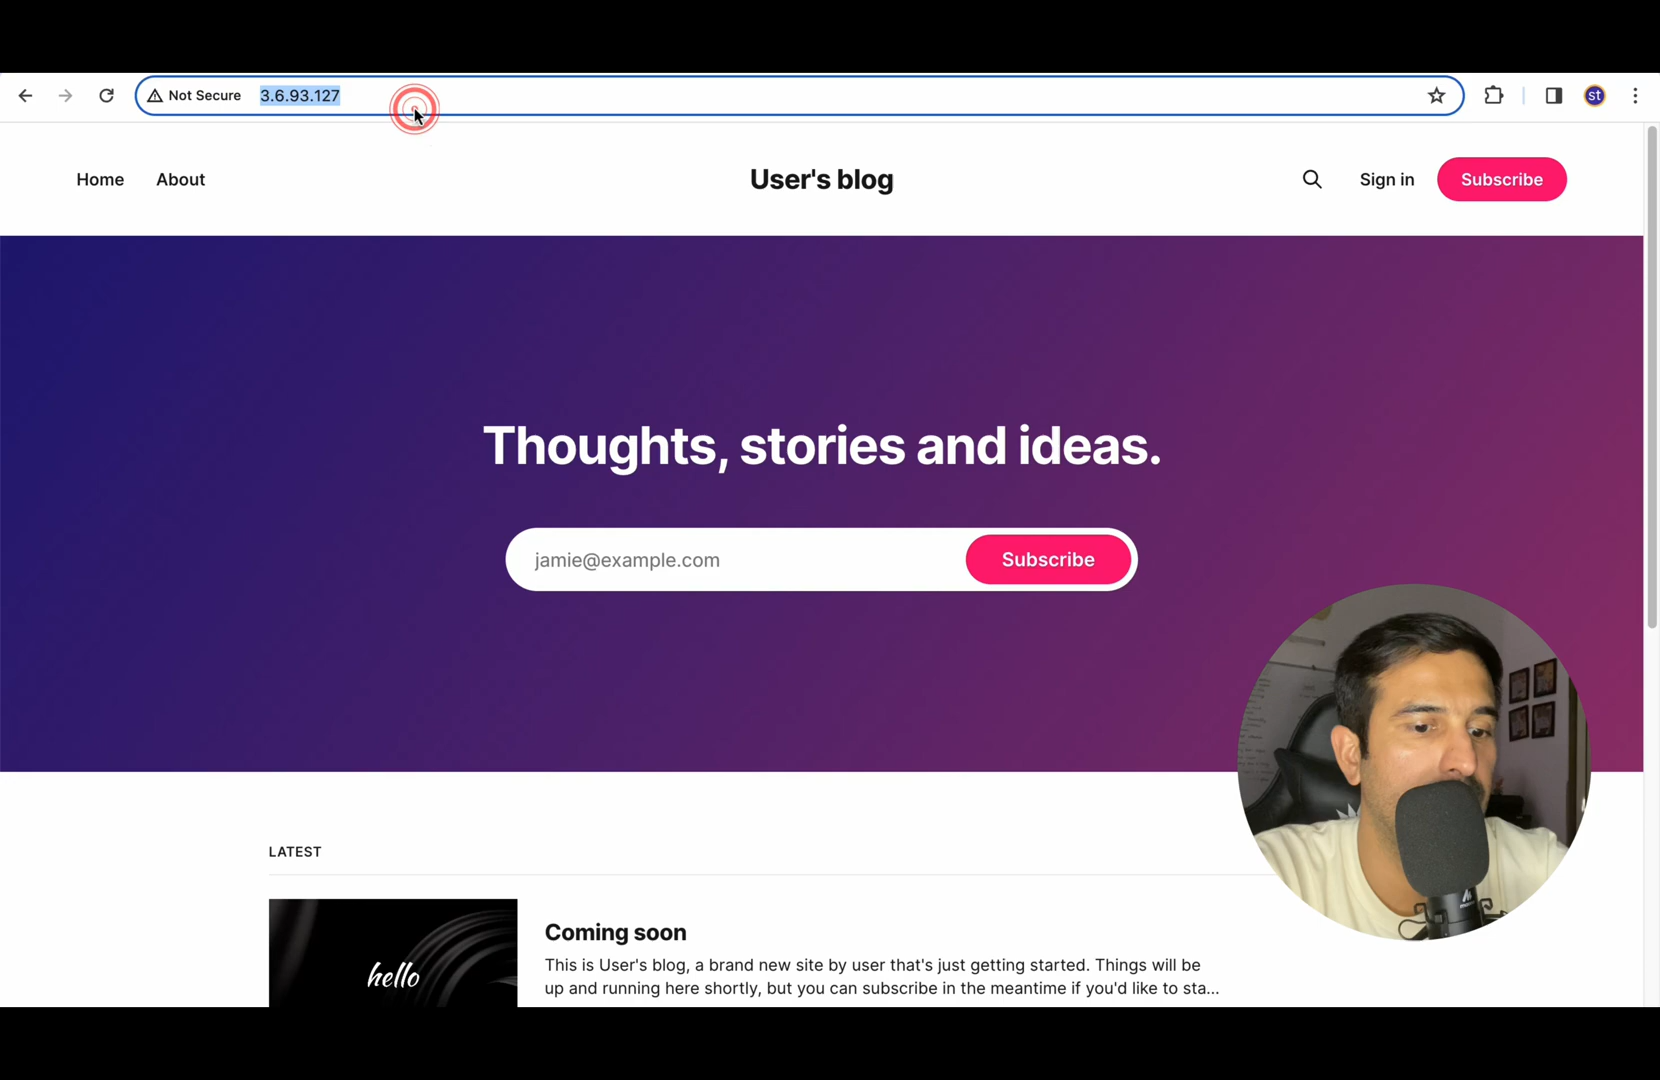 Not Secure 3.6.93.127
st
Home About User's blog Sign in Subscribe
Thoughts, stories and ideas.
jamie@example.com Subscribe
LATEST
hello
Coming soon
This is User's blog, a brand new site by user that's just getting started. Things will be
up and running here shortly, but you can subscribe in the meantime if you'd like to sta...